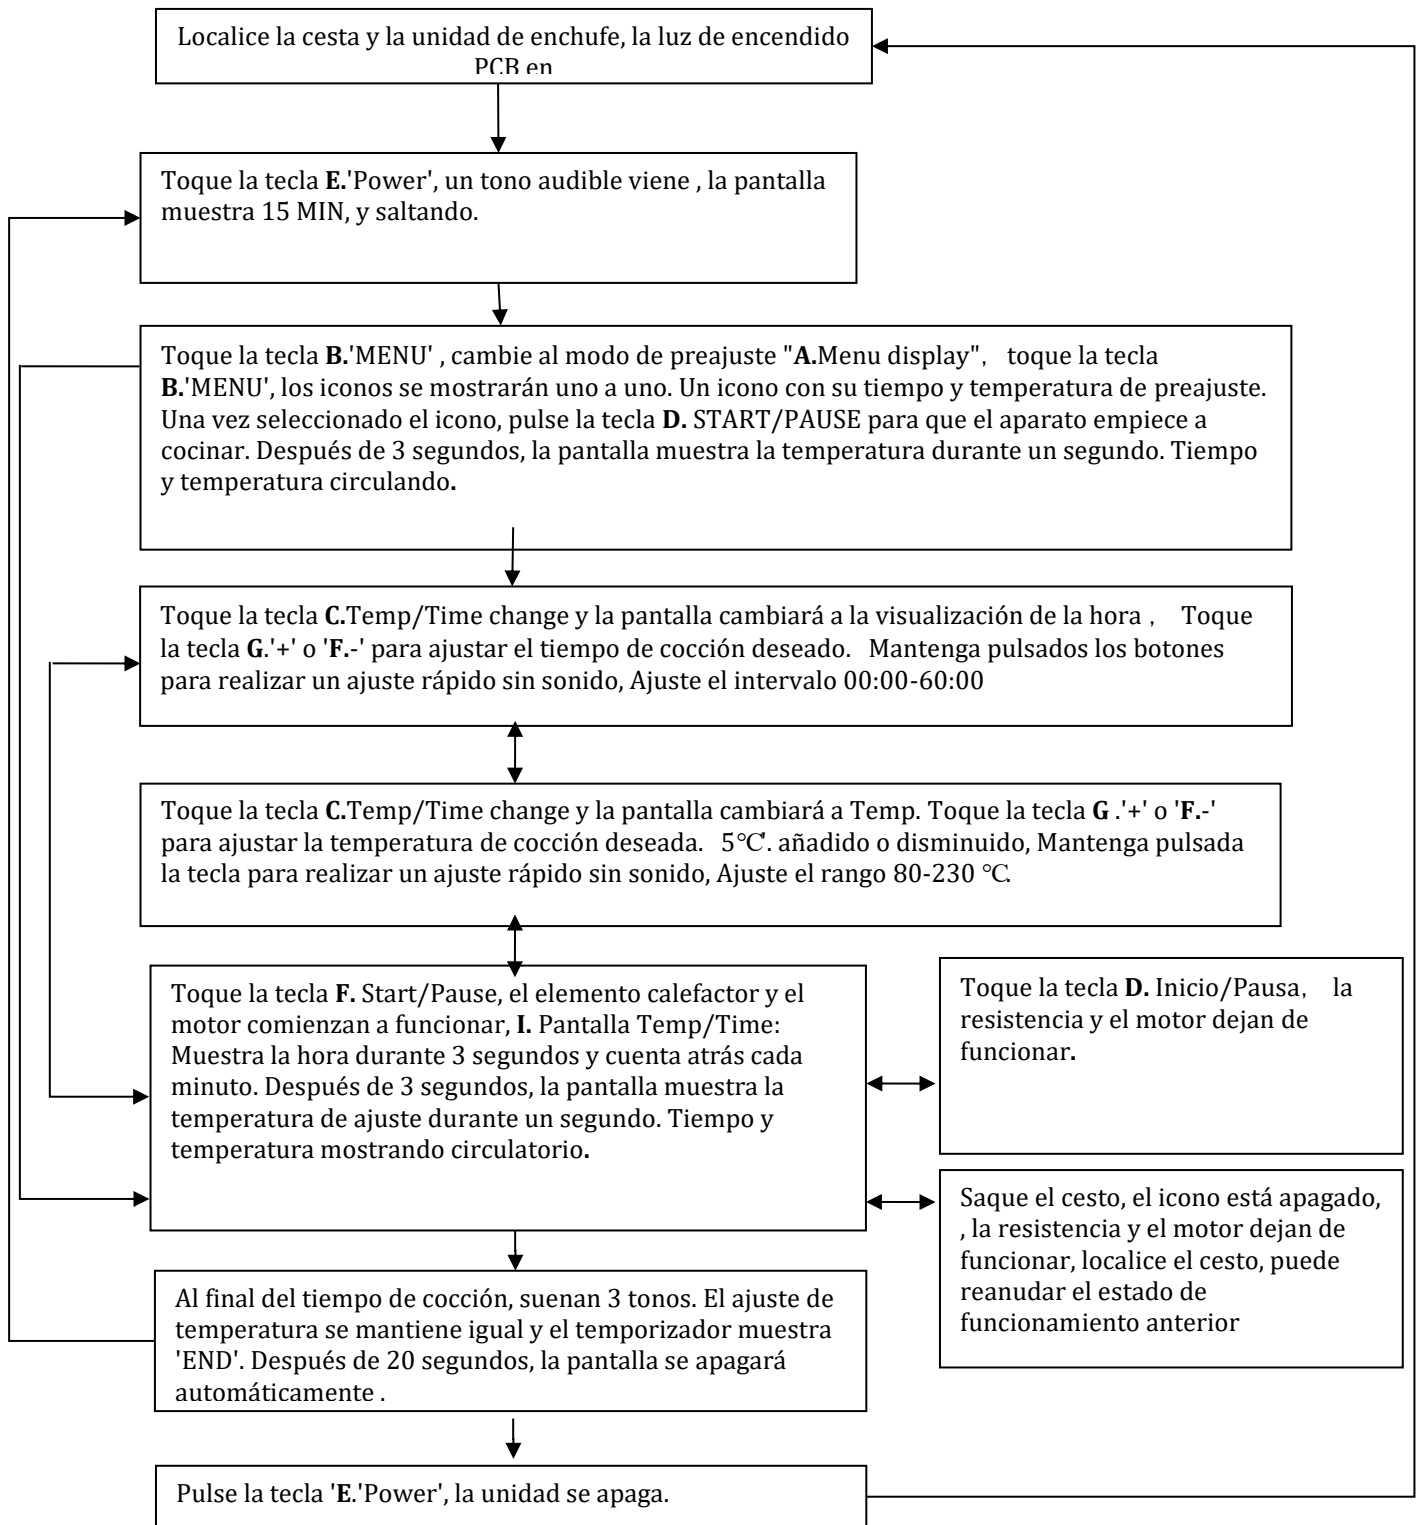 Localice la cesta y la unidad de enchufe, la luz de encendido
PCB en
Toque la tecla E.'Power', un tono audible viene , la pantalla
muestra 15 MIN, y saltando.
Toque la tecla B.'MENU' , cambie al modo de preajuste "A.Menu display",   toque la tecla
B.'MENU', los iconos se mostrarán uno a uno. Un icono con su tiempo y temperatura de preajuste.
Una vez seleccionado el icono, pulse la tecla D. START/PAUSE para que el aparato empiece a
cocinar. Después de 3 segundos, la pantalla muestra la temperatura durante un segundo. Tiempo
y temperatura circulando.
Toque la tecla C.Temp/Time change y la pantalla cambiará a la visualización de la hora ,   Toque
la tecla G.'+' o 'F.-' para ajustar el tiempo de cocción deseado.   Mantenga pulsados los botones
para realizar un ajuste rápido sin sonido, Ajuste el intervalo 00:00-60:00
Toque la tecla C.Temp/Time change y la pantalla cambiará a Temp. Toque la tecla G .'+' o 'F.-'
para ajustar la temperatura de cocción deseada.   5℃. añadido o disminuido, Mantenga pulsada
la tecla para realizar un ajuste rápido sin sonido, Ajuste el rango 80-230 ℃.
Toque la tecla F. Start/Pause, el elemento calefactor y el
motor comienzan a funcionar, I. Pantalla Temp/Time:
Muestra la hora durante 3 segundos y cuenta atrás cada
minuto. Después de 3 segundos, la pantalla muestra la
temperatura de ajuste durante un segundo. Tiempo y
temperatura mostrando circulatorio.
Toque la tecla D. Inicio/Pausa,   la
resistencia y el motor dejan de
funcionar.
Saque el cesto, el icono está apagado,
, la resistencia y el motor dejan de
funcionar, localice el cesto, puede
reanudar el estado de
funcionamiento anterior
Al final del tiempo de cocción, suenan 3 tonos. El ajuste de
temperatura se mantiene igual y el temporizador muestra
'END'. Después de 20 segundos, la pantalla se apagará
automáticamente .
Pulse la tecla 'E.'Power', la unidad se apaga.